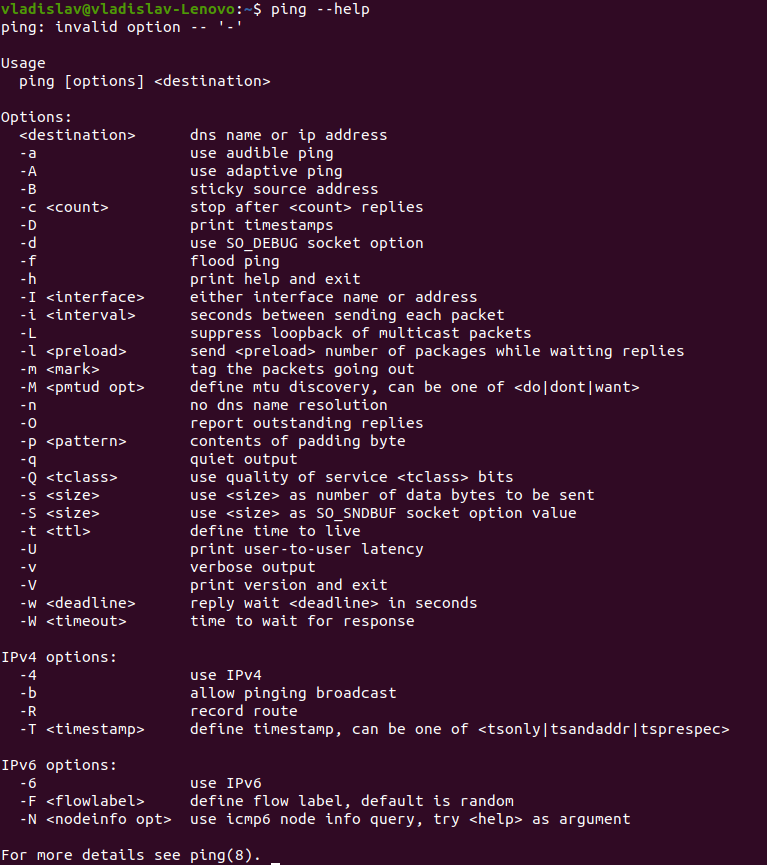 vladislav@vladislav-Lenovo:~$ ping --help
ping: invalid option -- '-'

Usage
  ping [options] <destination>

Options:
  <destination>      dns name or ip address
  -a                 use audible ping
  -A                 use adaptive ping
  -B                 sticky source address
  -c <count>         stop after <count> replies
  -D                 print timestamps
  -d                 use SO_DEBUG socket option
  -f                 flood ping
  -h                 print help and exit
  -I <interface>     either interface name or address
  -i <interval>      seconds between sending each packet
  -L                 suppress loopback of multicast packets
  -l <preload>       send <preload> number of packages while waiting replies
  -m <mark>          tag the packets going out
  -M <pmtud opt>     define mtu discovery, can be one of <do|dont|want>
  -n                 no dns name resolution
  -O                 report outstanding replies
  -p <pattern>       contents of padding byte
  -q                 quiet output
  -Q <tclass>        use quality of service <tclass> bits
  -s <size>          use <size> as number of data bytes to be sent
  -S <size>          use <size> as SO_SNDBUF socket option value
  -t <ttl>           define time to live
  -U                 print user-to-user latency
  -v                 verbose output
  -V                 print version and exit
  -w <deadline>      reply wait <deadline> in seconds
  -W <timeout>       time to wait for response

IPv4 options:
  -4                 use IPv4
  -b                 allow pinging broadcast
  -R                 record route
  -T <timestamp>     define timestamp, can be one of <tsonly|tsandaddr|tsprespec>

IPv6 options:
  -6                 use IPv6
  -F <flowlabel>     define flow label, default is random
  -N <nodeinfo opt>  use icmp6 node info query, try <help> as argument

For more details see ping(8).